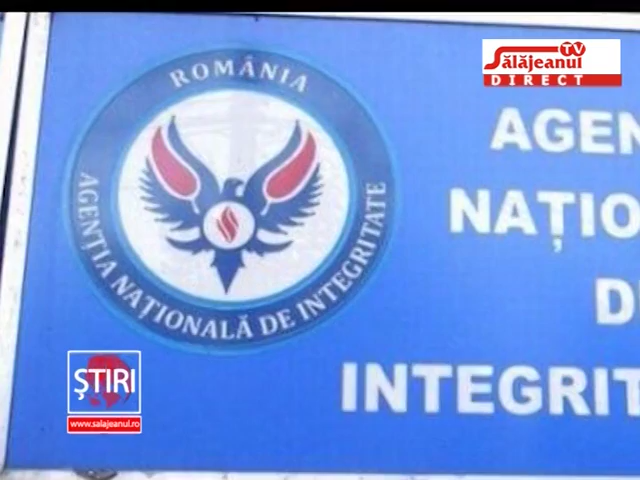 Sălăjeanul TV
DIRECT
ROMÂNIA
AGENȚIA NAȚIONALĂ DE INTEGRITATE
AGEN
NAȚIO
D
INTEGRIT
ȘTIRI
www.salajeanul.ro